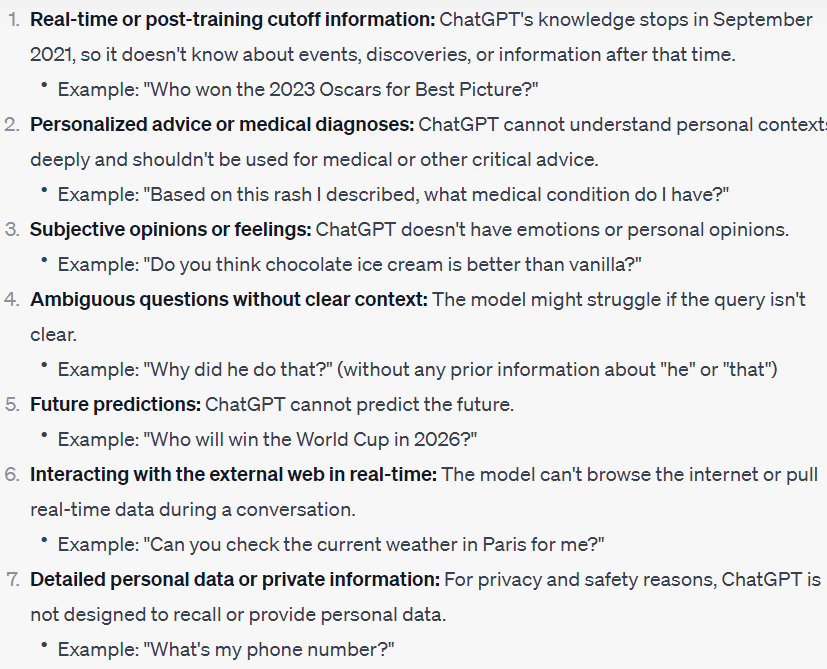 1. Real-time or post-training cutoff information: ChatGPT's knowledge stops in September
2021, so it doesn't know about events, discoveries, or information after that time.
• Example: "Who won the 2023 Oscars for Best Picture?"
2. Personalized advice or medical diagnoses: ChatGPT cannot understand personal contexts
deeply and shouldn't be used for medical or other critical advice.
• Example: "Based on this rash I described, what medical condition do I have?"
3. Subjective opinions or feelings: ChatGPT doesn't have emotions or personal opinions.
• Example: "Do you think chocolate ice cream is better than vanilla?"
4. Ambiguous questions without clear context: The model might struggle if the query isn't
clear.
• Example: "Why did he do that?" (without any prior information about "he" or "that")
5. Future predictions: ChatGPT cannot predict the future.
• Example: "Who will win the World Cup in 2026?"
6. Interacting with the external web in real-time: The model can't browse the internet or pull
real-time data during a conversation.
• Example: "Can you check the current weather in Paris for me?"
7. Detailed personal data or private information: For privacy and safety reasons, ChatGPT is
not designed to recall or provide personal data.
• Example: "What's my phone number?"